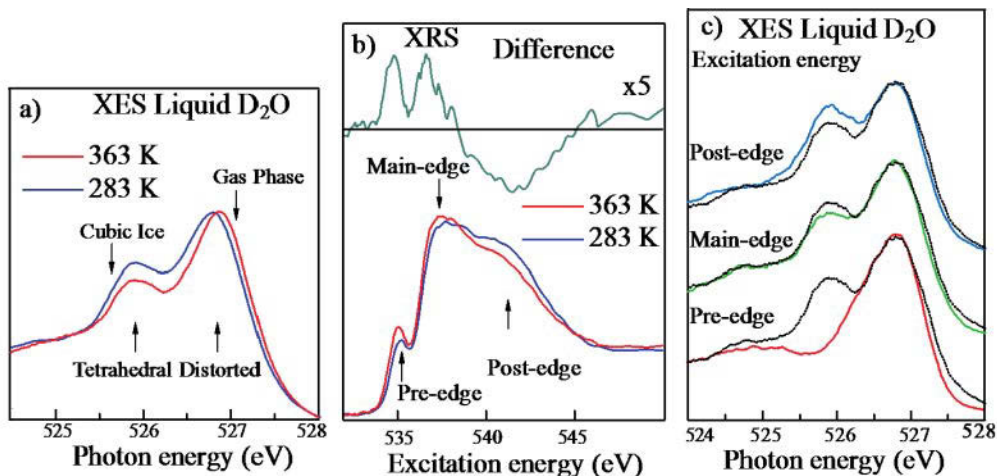 a)
XES Liquid D₂O
363 K
283 K
Gas Phase
Cubic Ice
Tetrahedral Distorted
525 526 527 528
Photon energy (eV)
b)
XRS
Difference
x5
Main-edge
363 K
283 K
Post-edge
Pre-edge
535 540 545
Excitation energy (eV)
c) XES Liquid D₂O
Excitation energy
Post-edge
Main-edge
Pre-edge
524 525 526 527 528
Photon energy (eV)